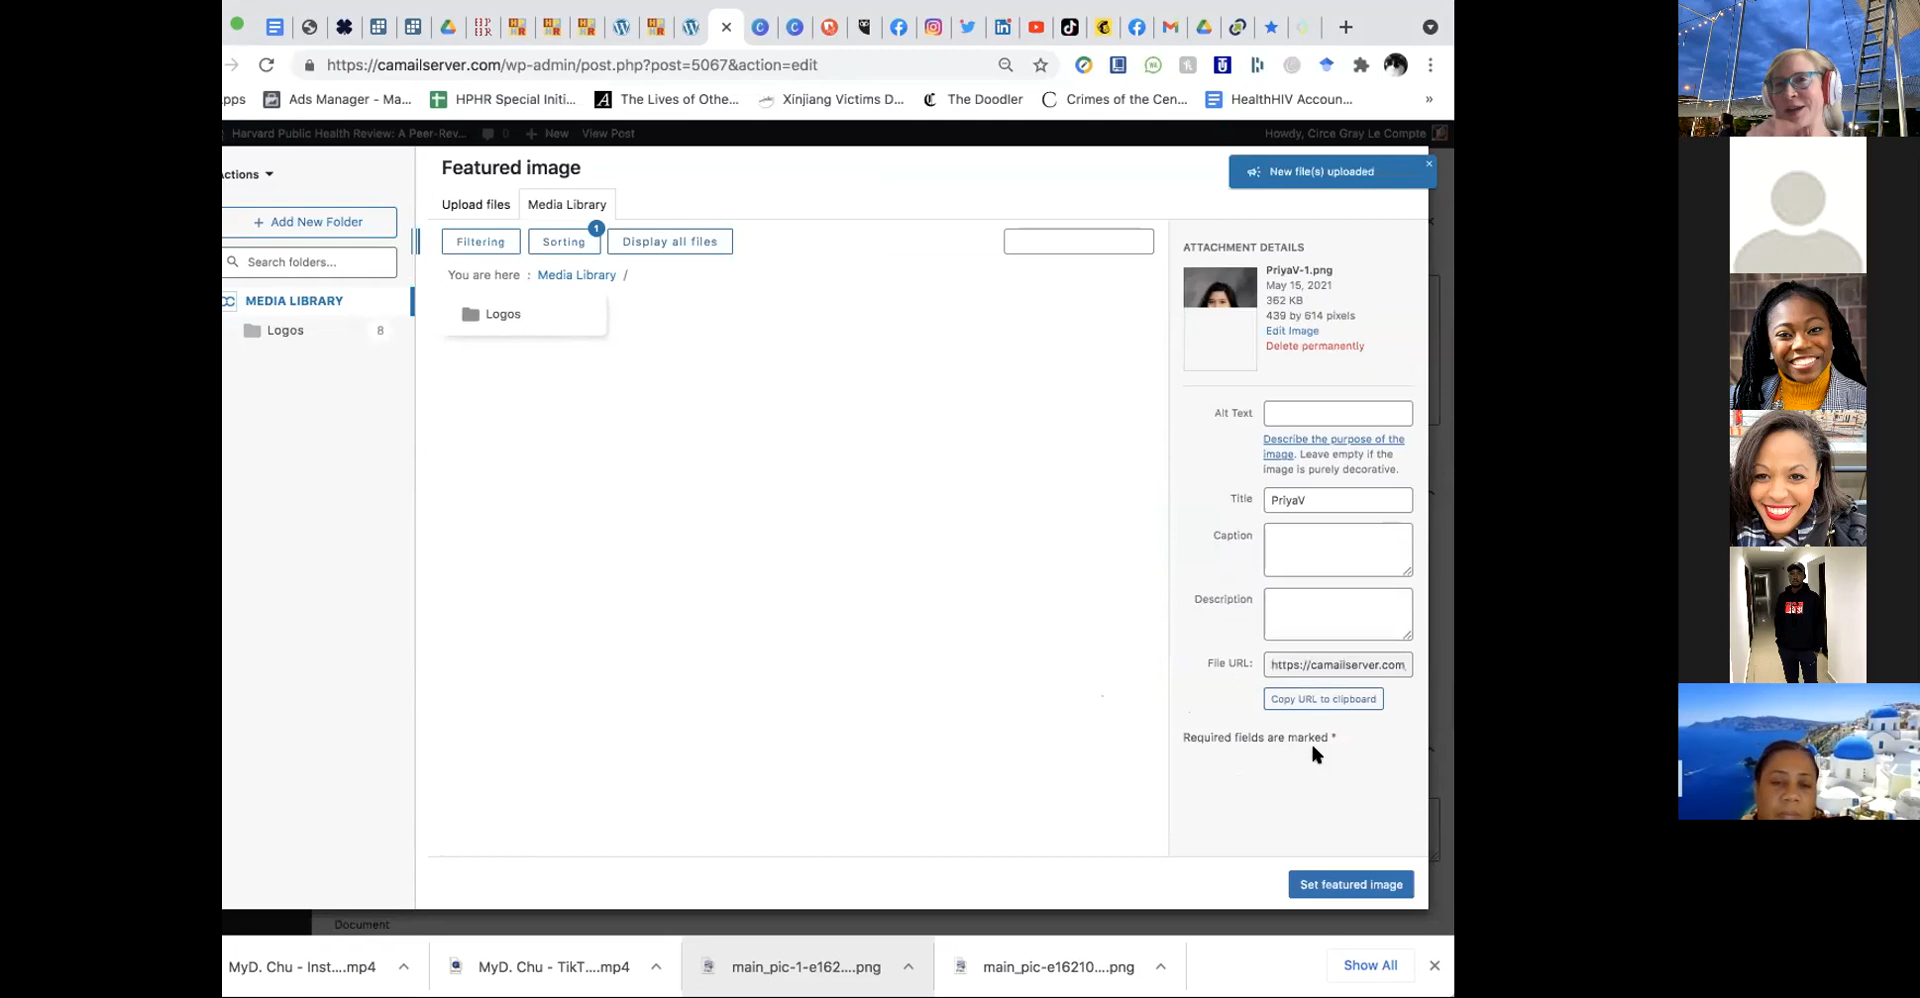 https://camailserver.com/wp-admin/post.php?post=5067&action=edit
pps
Ads Manager - Ma...
HPHR Special Initi...
The Lives of Othe...
Xinjiang Victims D...
The Doodler
Crimes of the Cen...
HealthHIV Accoun...
»
Harvard Public Health Review: A Peer-Rev...
0
+ New
View Post
Howdy, Circe Gray Le Compte
ctions
Featured image
New file(s) uploaded
Upload files
Media Library
+ Add New Folder
Filtering
Sorting
1
Display all files
Search folders...
You are here : Media Library /
MEDIA LIBRARY
Logos
Logos 8
ATTACHMENT DETAILS
PriyaV-1.png
May 15, 2021
362 KB
439 by 614 pixels
Edit Image
Delete permanently
Alt Text
Describe the purpose of the
image. Leave empty if the
image is purely decorative.
Title
PriyaV
Caption
Description
File URL:
https://camailserver.com
Copy URL to clipboard
Required fields are marked *
Set featured image
Document
MyD. Chu - Inst....mp4
MyD. Chu - TikT....mp4
main_pic-1-e162....png
main_pic-e16210....png
Show All